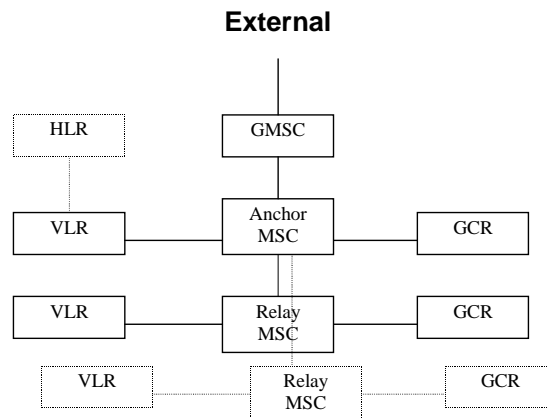 External
HLR
GMSC
VLR
Anchor
MSC
GCR
VLR
Relay
MSC
GCR
VLR
Relay
MSC
GCR